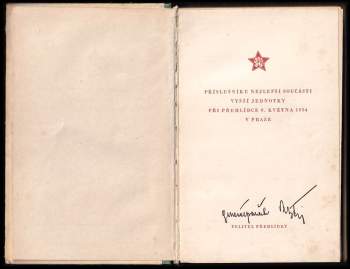 PŘÍSLUŠNÍKU NEJLEPŠÍ SOUČÁSTI
VYŠŠÍ JEDNOTKY
PŘI PŘEHLÍDCE 9. KVĚTNA 1954
V PRAZE
VELITEL PŘEHLÍDKY